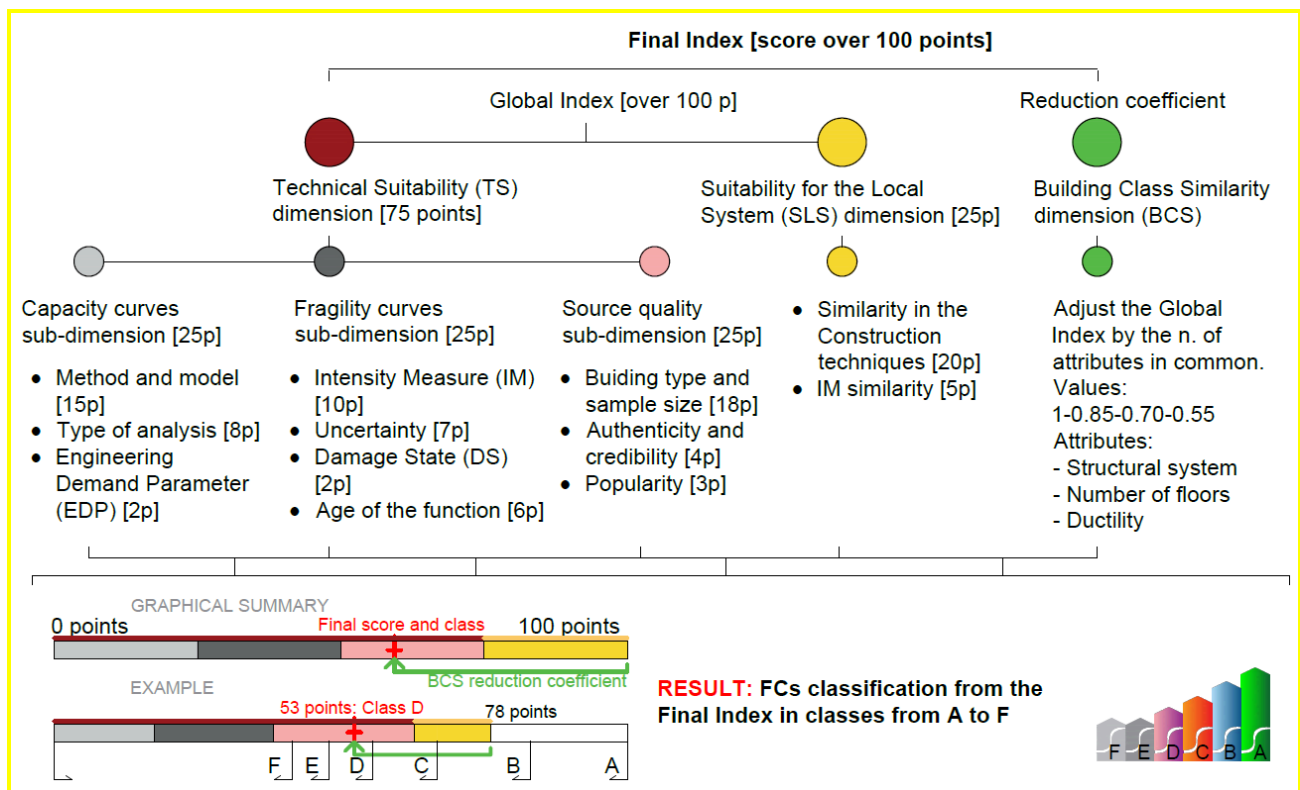 Final Index [score over 100 points]
Global Index [over 100 p]
Reduction coefficient
Technical Suitability (TS)
dimension [75 points]
Suitability for the Local
System (SLS) dimension [25p]
Building Class Similarity
dimension (BCS)
Capacity curves
sub-dimension [25p]
● Method and model
[15p]
● Type of analysis [8p]
● Engineering
Demand Parameter
(EDP) [2p]
Fragility curves
sub-dimension [25p]
● Intensity Measure (IM)
[10p]
● Uncertainty [7p]
● Damage State (DS)
[2p]
● Age of the function [6p]
Source quality
sub-dimension [25p]
● Buiding type and
sample size [18p]
● Authenticity and
credibility [4p]
● Popularity [3p]
● Similarity in the
Construction
techniques [20p]
● IM similarity [5p]
Adjust the Global
Index by the n. of
attributes in common.
Values:
1-0.85-0.70-0.55
Attributes:
- Structural system
- Number of floors
- Ductility
GRAPHICAL SUMMARY
0 points
Final score and class
100 points
BCS reduction coefficient
EXAMPLE
53 points: Class D
78 points
F E D C B A
RESULT: FCs classification from the
Final Index in classes from A to F
F E D C B A